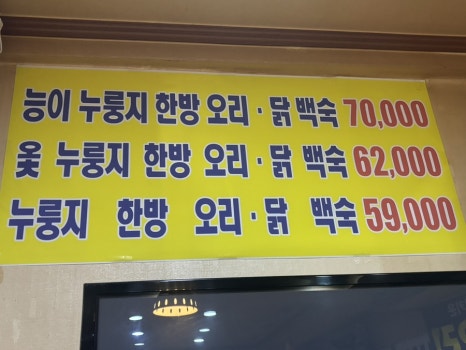 능이 누룽지 한방 오리·닭 백숙 70,000
옻 누룽지 한방 오리·닭 백숙 62,000
누룽지 한방 오리·닭 백숙 59,000